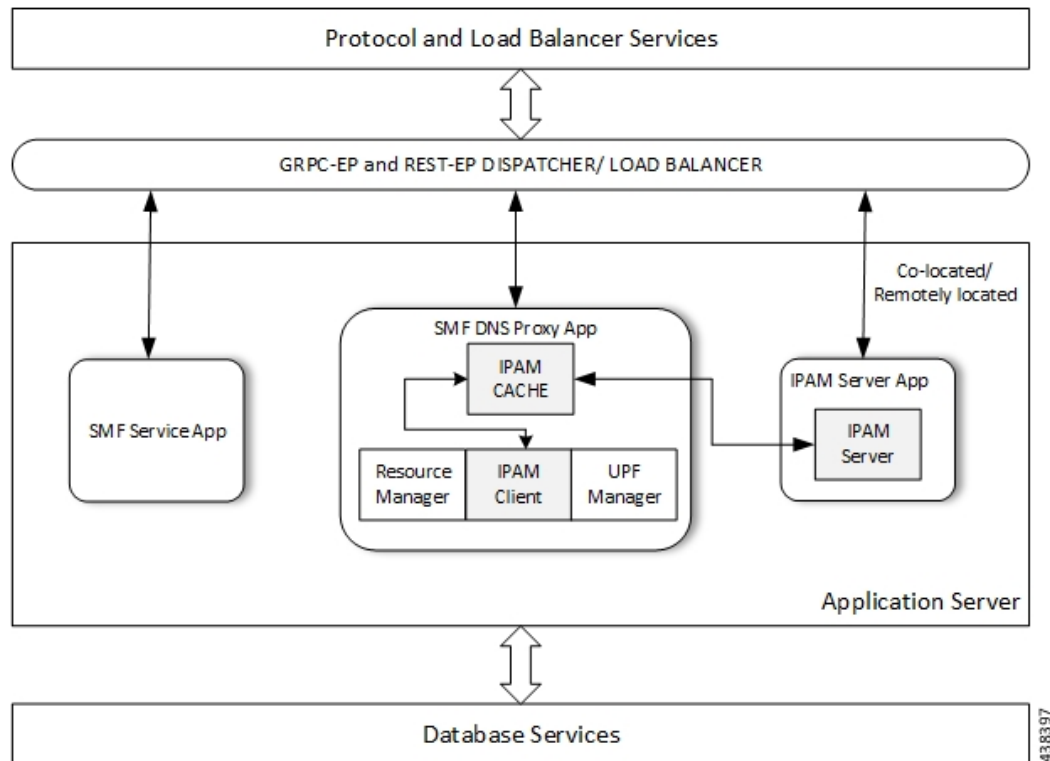 Protocol and Load Balancer Services
GRPC-EP and REST-EP DISPATCHER/ LOAD BALANCER
Co-located/
Remotely located
SMF DNS Proxy App
IPAM
CACHE
IPAM Server App
SMF Service App
IPAM
Server
Resource
Manager
IPAM
Client
UPF
Manager
Application Server
Database Services
438397